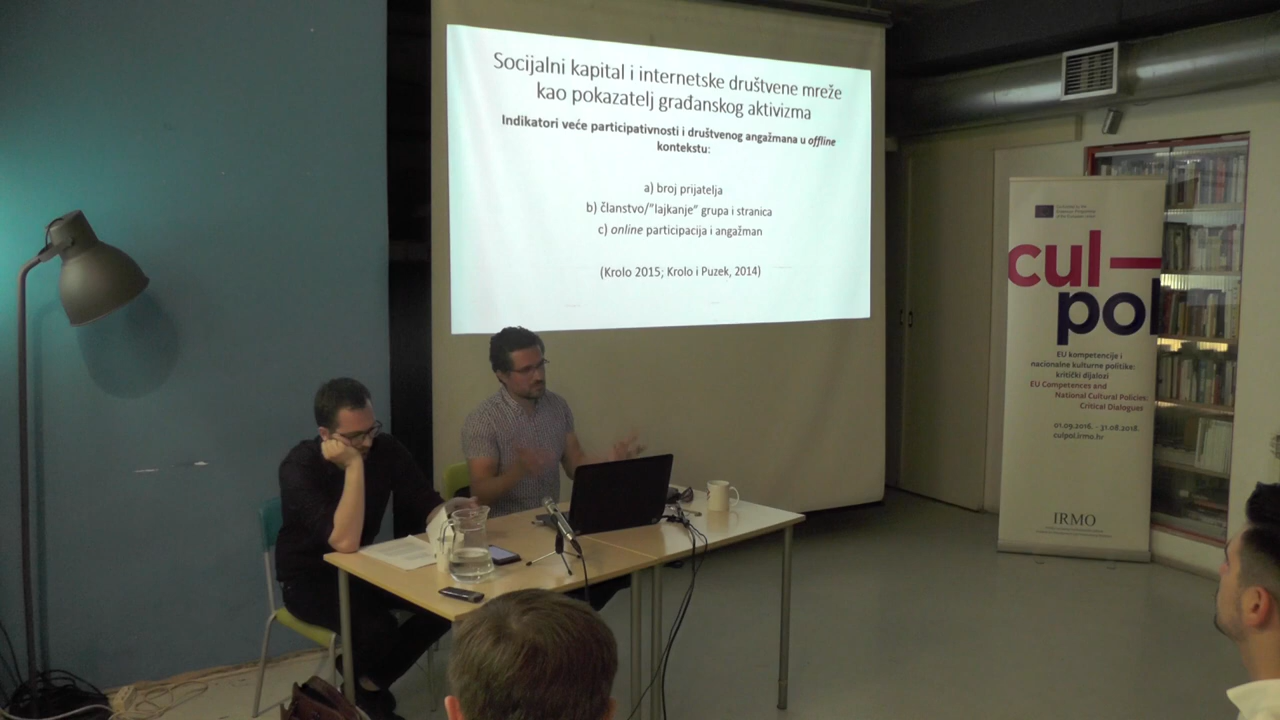 Socijalni kapital i internetske društvene mreže
kao pokazatelj građanskog aktivizma
Indikatori veće participativnosti i društvenog angažmana u offline
kontekstu:
a) broj prijatelja
b) članstvo/”lajkanje” grupa i stranica
c) online participacija i angažman
(Krolo 2015; Krolo i Puzek, 2014)
cul—
pol
EU kompetencije i
nacionalne kulturne politike:
kritički dijalozi
EU Competences and
National Cultural Policies:
Critical Dialogues
01.09.2016. - 31.08.2018.
culpol.irmo.hr
IRMO